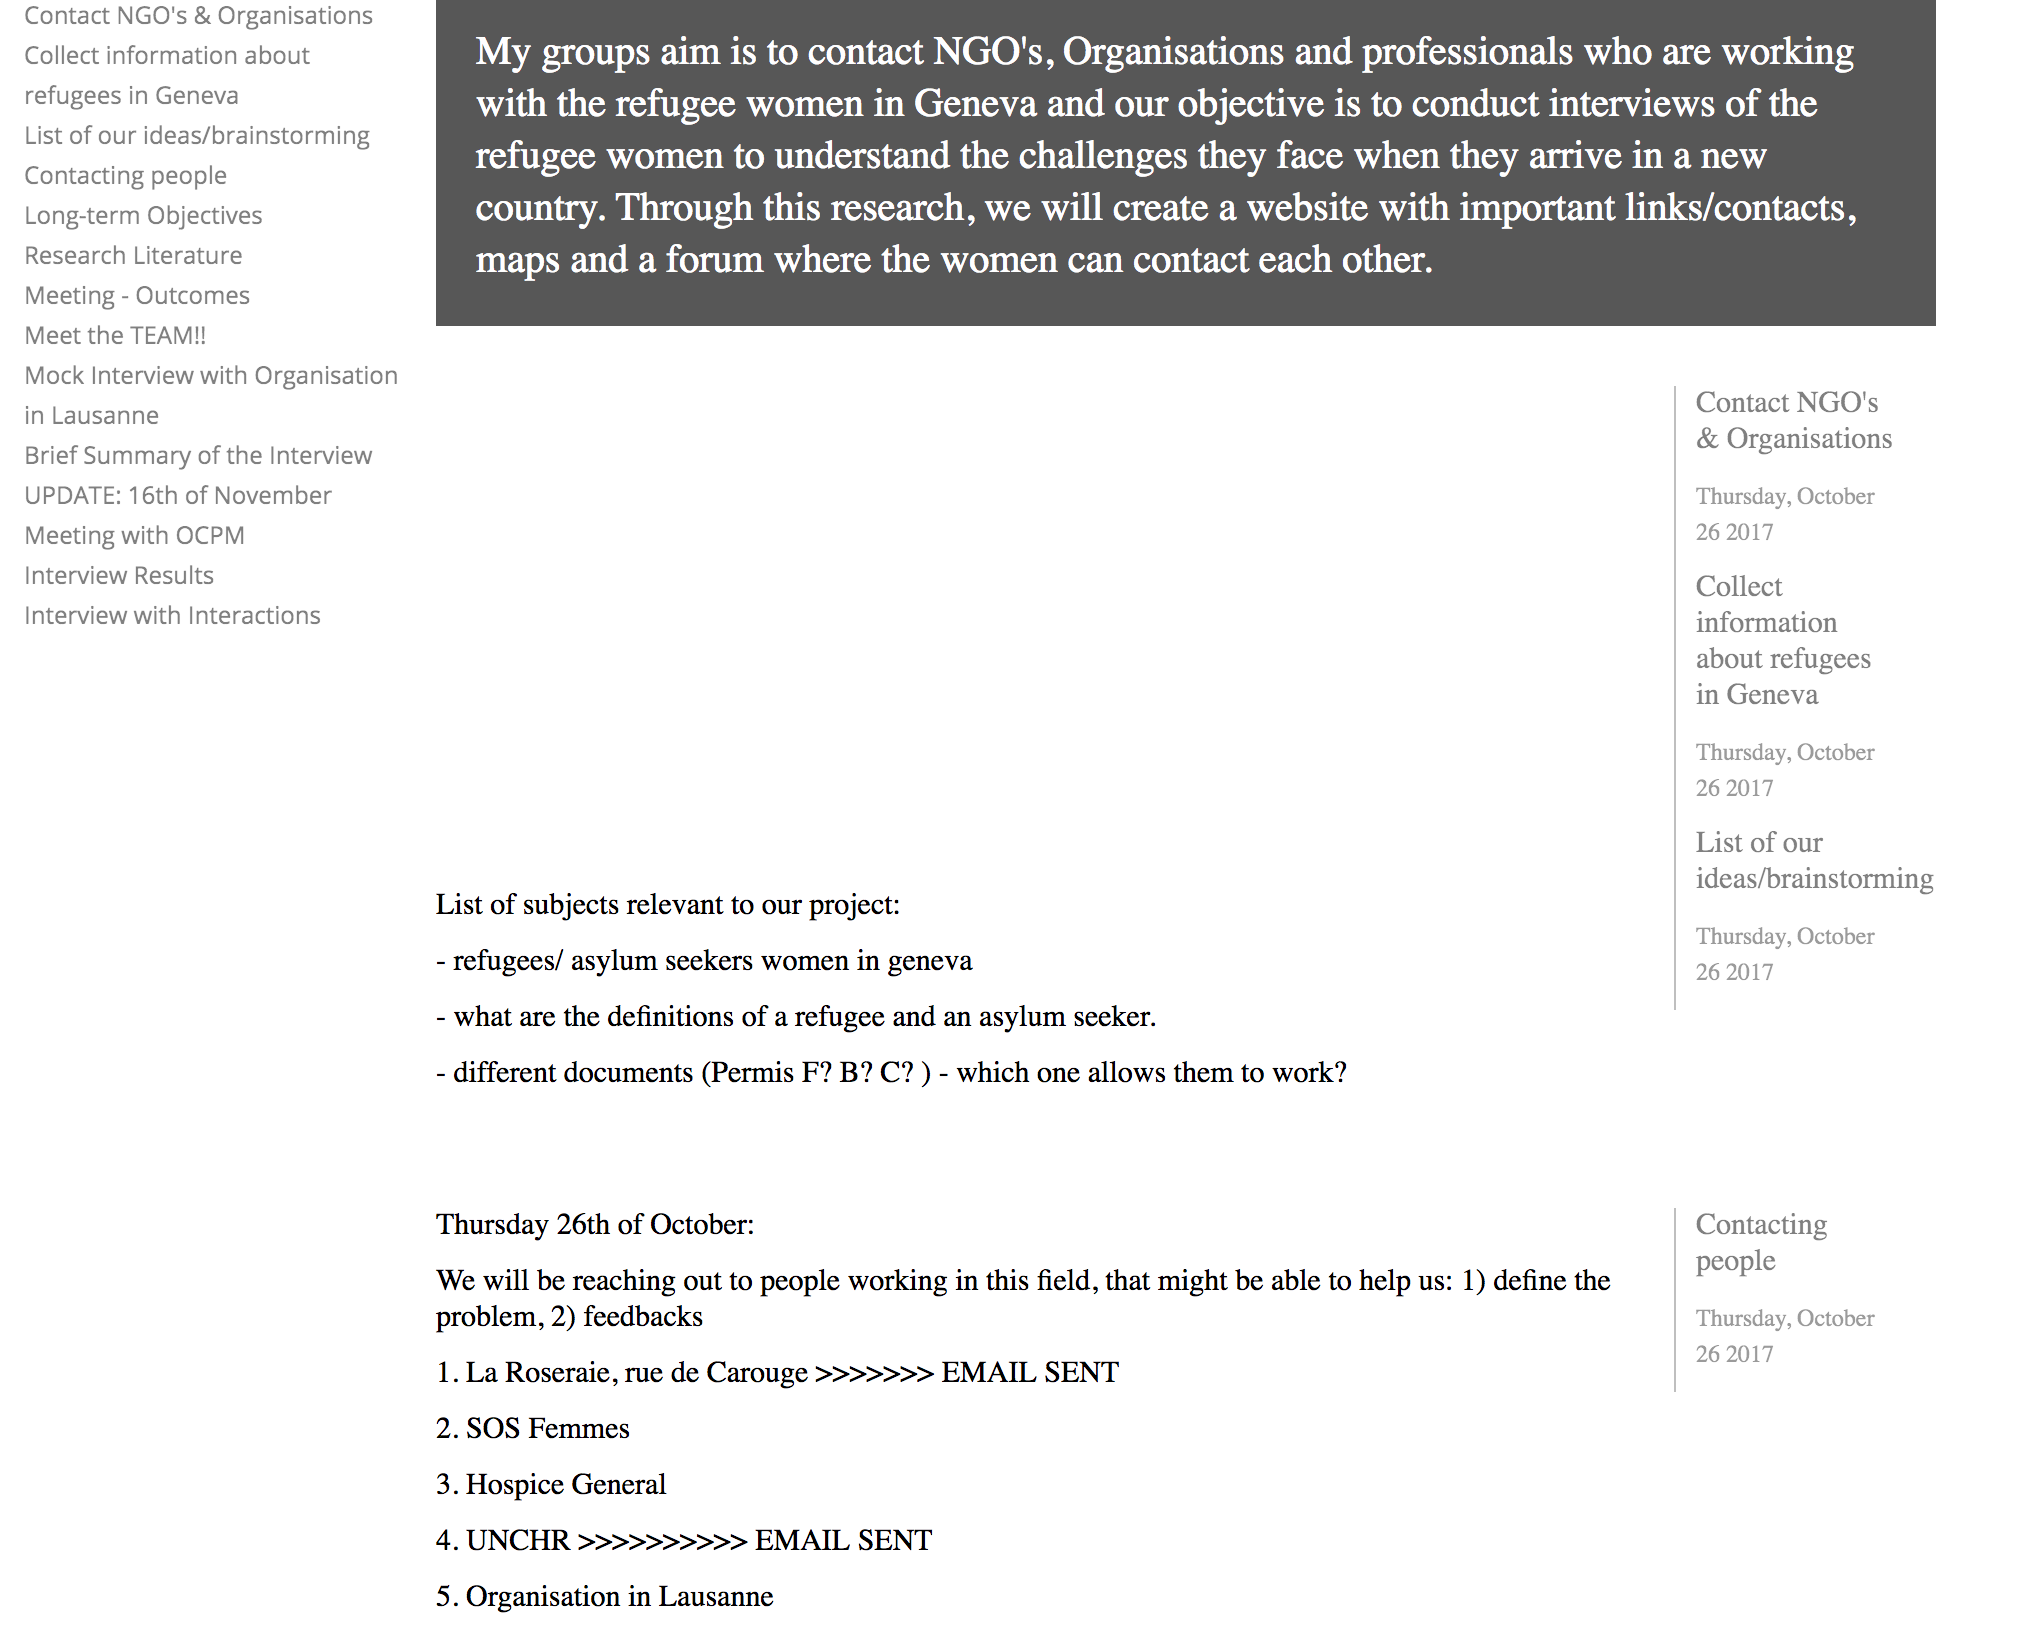 Contact NGO's & Organisations
Collect information about
refugees in Geneva
List of our ideas/brainstorming
Contacting people
Long-term Objectives
Research Literature
Meeting - Outcomes
Meet the TEAM!!
Mock Interview with Organisation
in Lausanne
Brief Summary of the Interview
UPDATE: 16th of November
Meeting with OCPM
Interview Results
Interview with Interactions
My groups aim is to contact NGO's, Organisations and professionals who are working
with the refugee women in Geneva and our objective is to conduct interviews of the
refugee women to understand the challenges they face when they arrive in a new
country. Through this research, we will create a website with important links/contacts,
maps and a forum where the women can contact each other.
Contact NGO's
& Organisations
Thursday, October
26 2017
Collect
information
about refugees
in Geneva
Thursday, October
26 2017
List of our
ideas/brainstorming
Thursday, October
26 2017
List of subjects relevant to our project:
- refugees/ asylum seekers women in geneva
- what are the definitions of a refugee and an asylum seeker.
- different documents (Permis F? B? C? ) - which one allows them to work?
Thursday 26th of October:
We will be reaching out to people working in this field, that might be able to help us: 1) define the
problem, 2) feedbacks
1. La Roseraie, rue de Carouge >>>>>>> EMAIL SENT
2. SOS Femmes
3. Hospice General
4. UNCHR >>>>>>>>>> EMAIL SENT
5. Organisation in Lausanne
Contacting
people
Thursday, October
26 2017